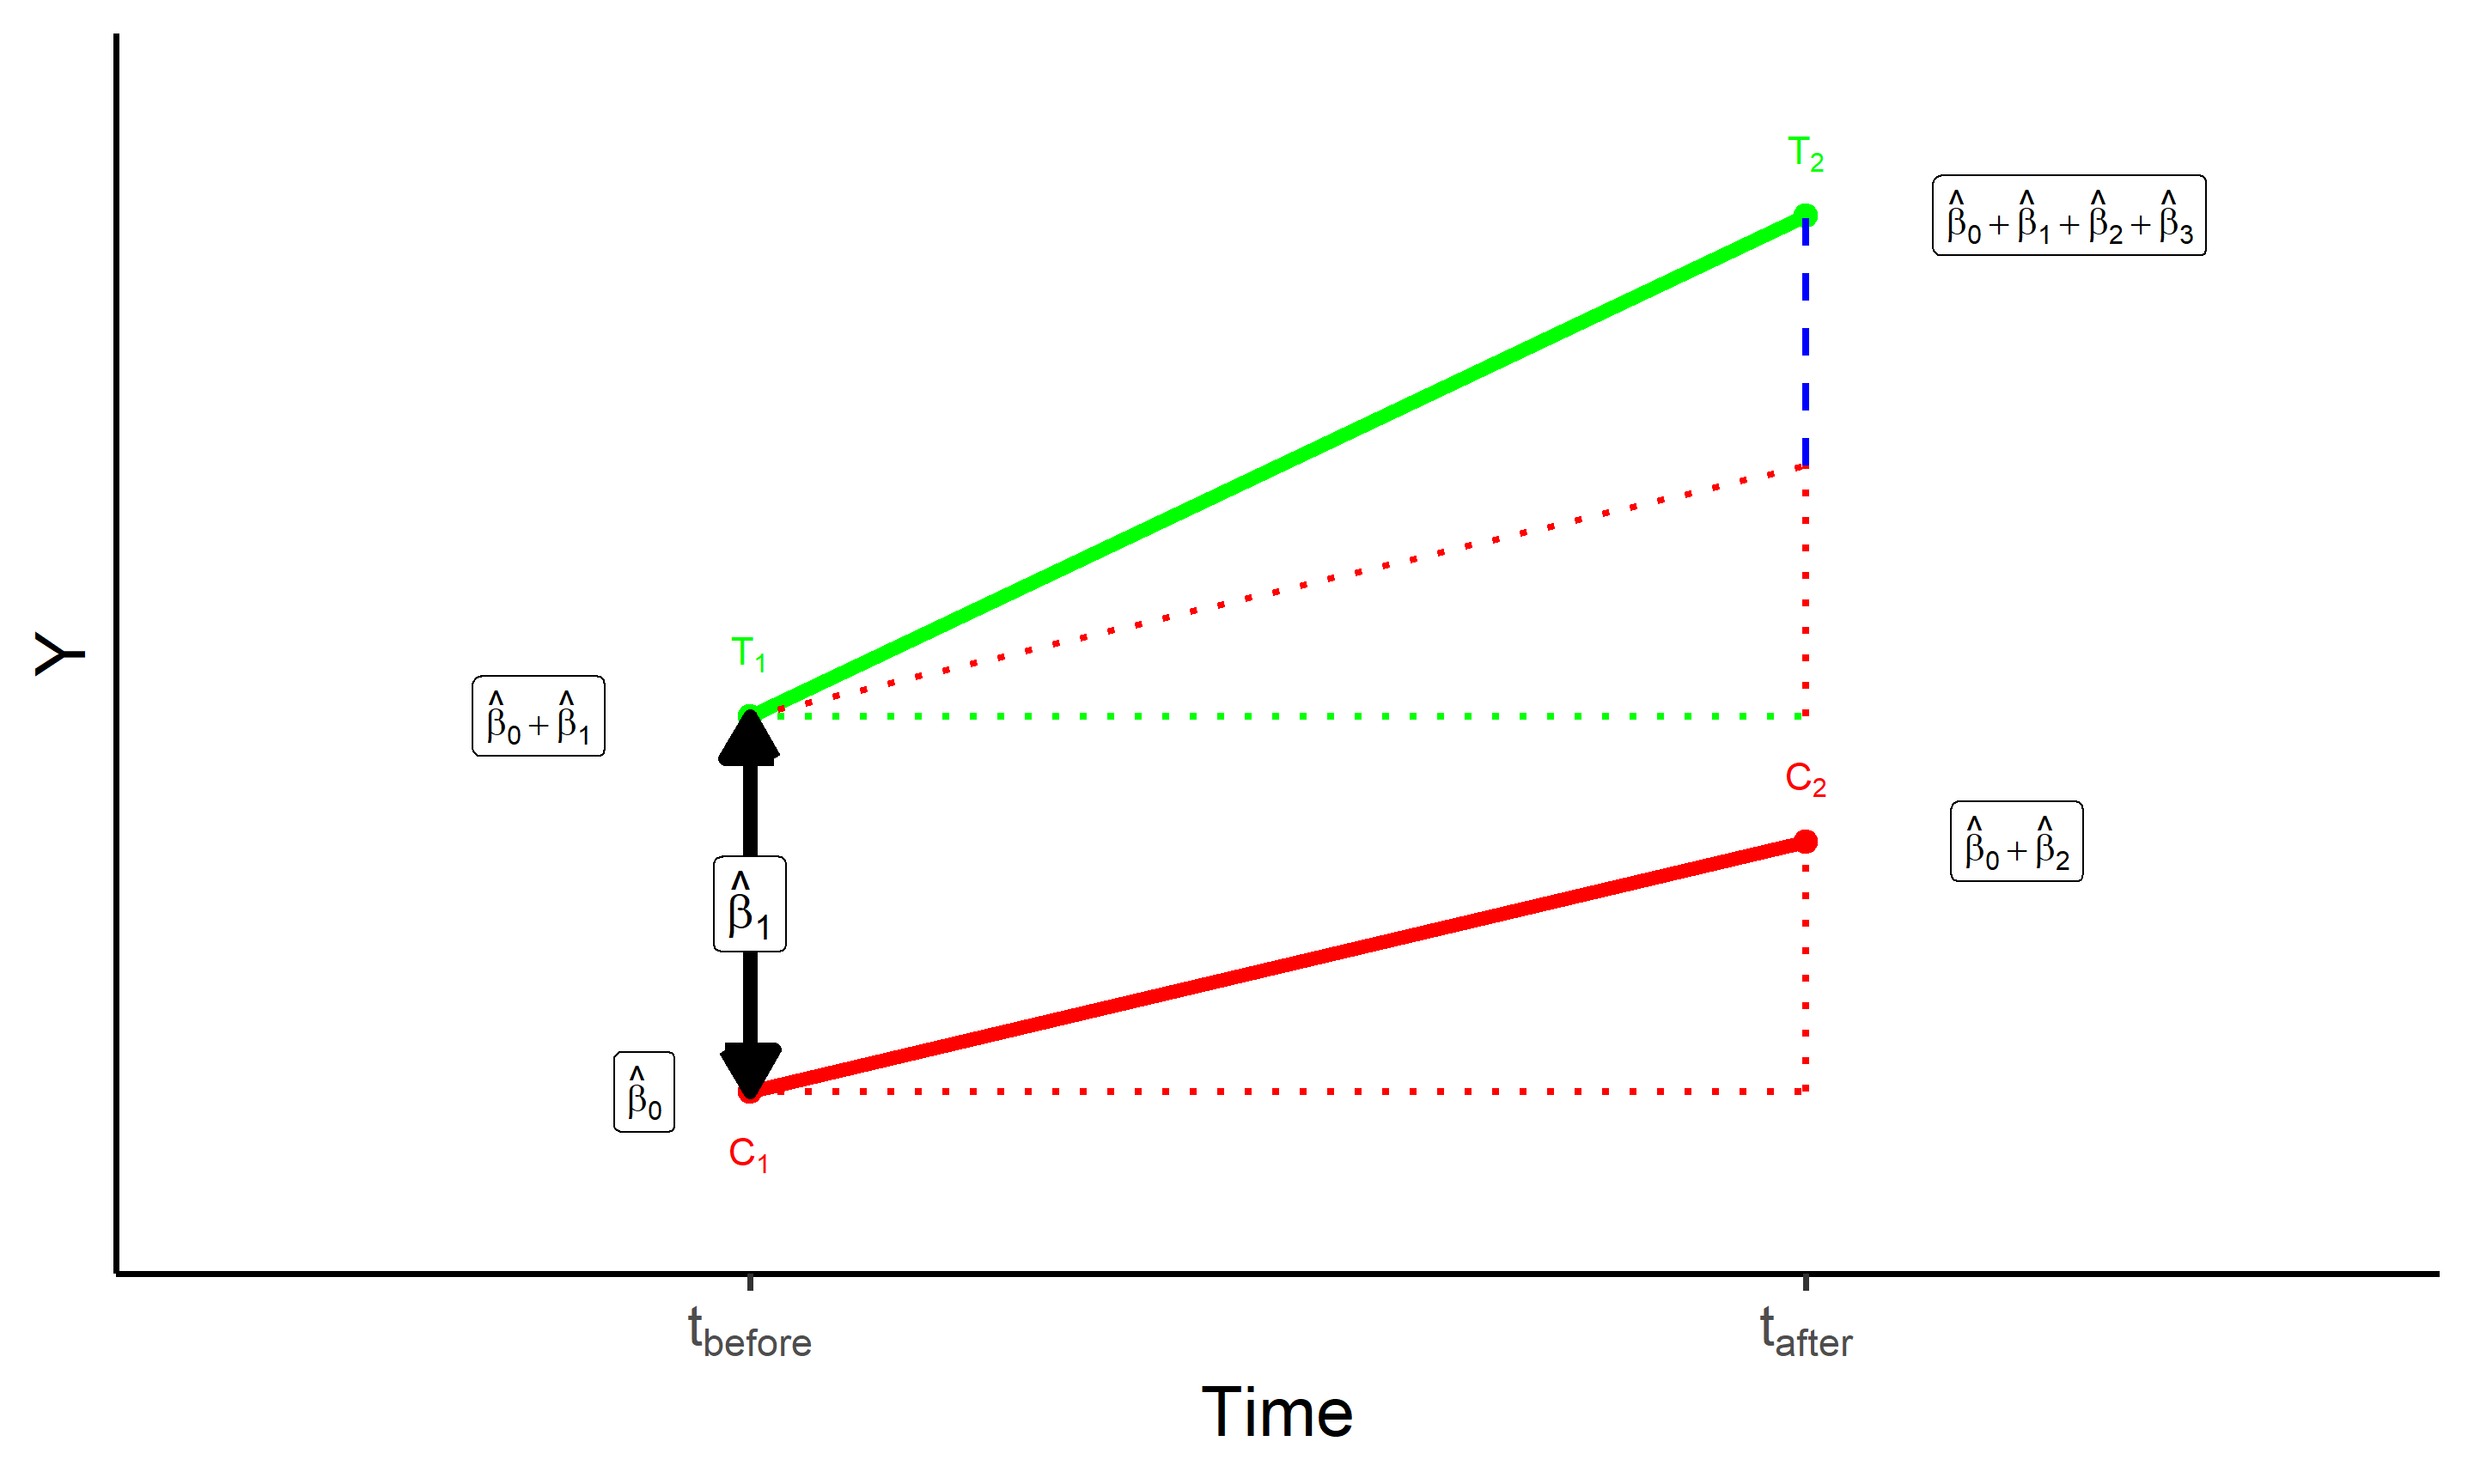 T₂
β̂₀ + β̂₁ + β̂₂ + β̂₃
Y
T₁
β̂₀ + β̂₁
C₂
β̂₀ + β̂₂
β̂₁
β̂₀
C₁
t_before
t_after
Time